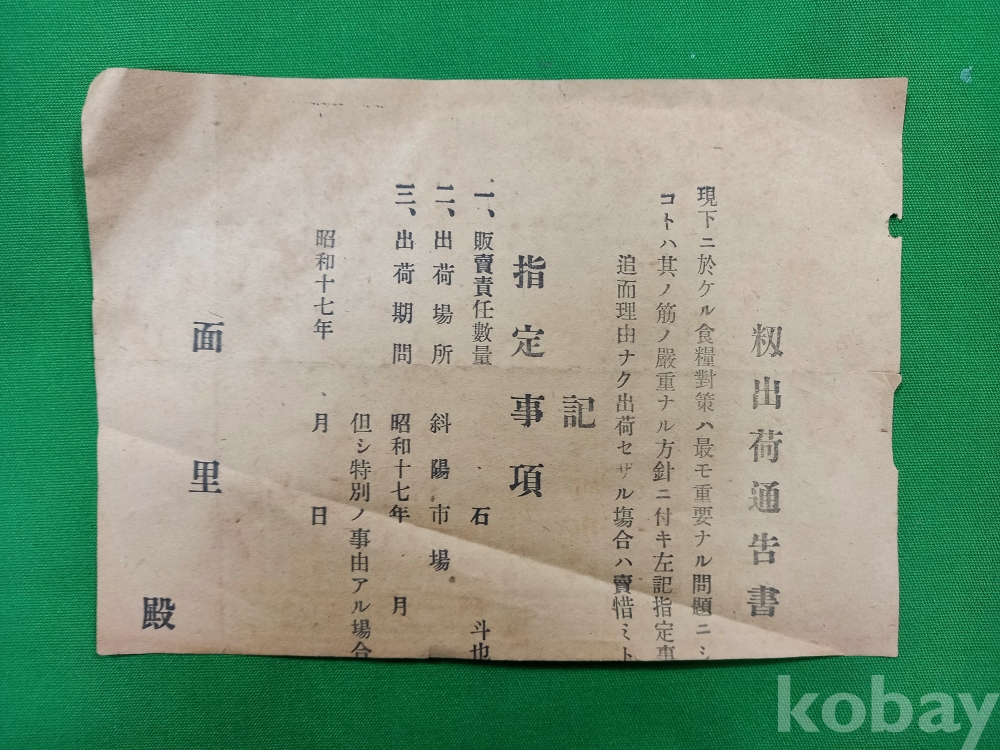 籾出荷通告書
現下ニ於ケル食糧對策ハ最モ重要ナル問題ニシ
コトハ其ノ筋ノ嚴重ナル方針ニ付キ左記指定事
追而理由ナク出荷セザル塲合ハ賣惜ミト
記
指定事項
一、販賣責任數量 石 斗也
二、出荷場所 斜陽市場
三、出荷期間 昭和十七年 月
但シ特別ノ事由アル場合
昭和十七年 月 日
面 里
殿
kobay